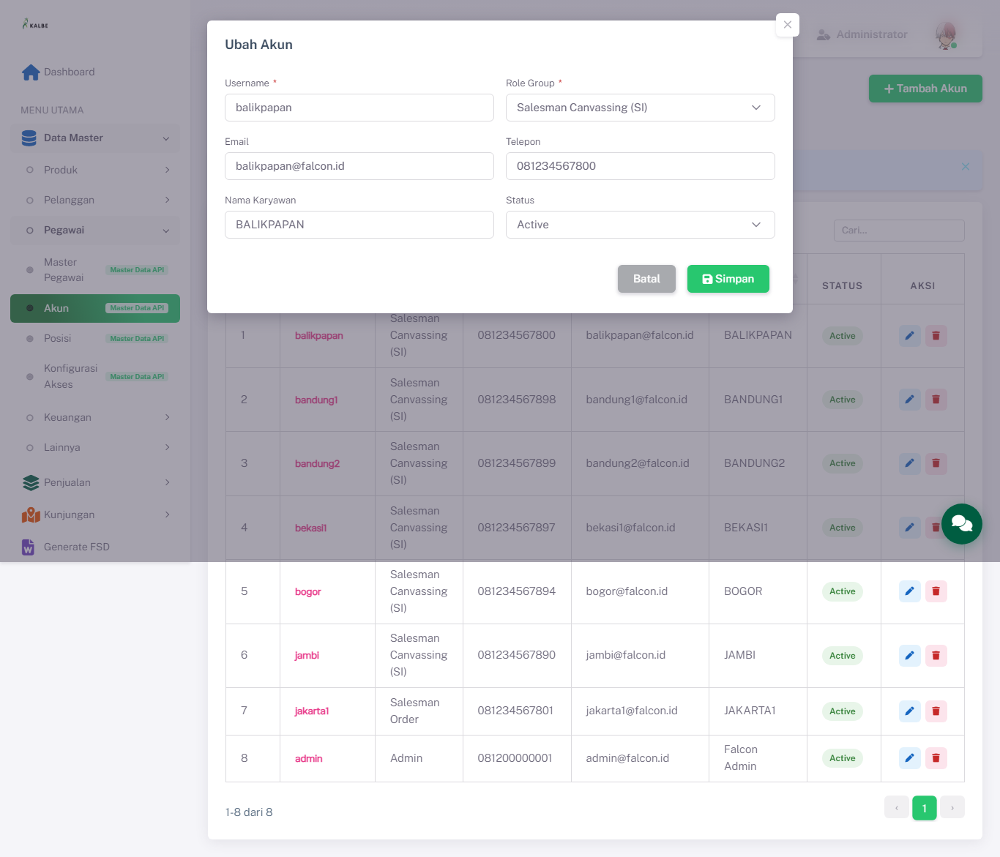 KALBE
Dashboard
MENU UTAMA
Data Master
Produk
Pelanggan
Pegawai
Master Pegawai
Master Data API
Akun
Master Data API
Posisi
Master Data API
Konfigurasi Akses
Master Data API
Keuangan
Lainnya
Penjualan
Kunjungan
Generate FSD
Administrator
Tambah Akun
Ubah Akun
Username *
Role Group *
balikpapan
Salesman Canvassing (SI)
Email
Telepon
balikpapan@falcon.id
081234567800
Nama Karyawan
Status
BALIKPAPAN
Active
Batal
Simpan
Cari...
STATUS
AKSI
1 balikpapan Salesman Canvassing (SI) 081234567800 balikpapan@falcon.id BALIKPAPAN Active
2 bandung1 Salesman Canvassing (SI) 081234567898 bandung1@falcon.id BANDUNG1 Active
3 bandung2 Salesman Canvassing (SI) 081234567899 bandung2@falcon.id BANDUNG2 Active
4 bekasi1 Salesman Canvassing (SI) 081234567897 bekasi1@falcon.id BEKASI1 Active
5 bogor Salesman Canvassing (SI) 081234567894 bogor@falcon.id BOGOR Active
6 jambi Salesman Canvassing (SI) 081234567890 jambi@falcon.id JAMBI Active
7 jakarta1 Salesman Order 081234567801 jakarta1@falcon.id JAKARTA1 Active
8 admin Admin 081200000001 admin@falcon.id Falcon Admin Active
1-8 dari 8
‹ 1 ›